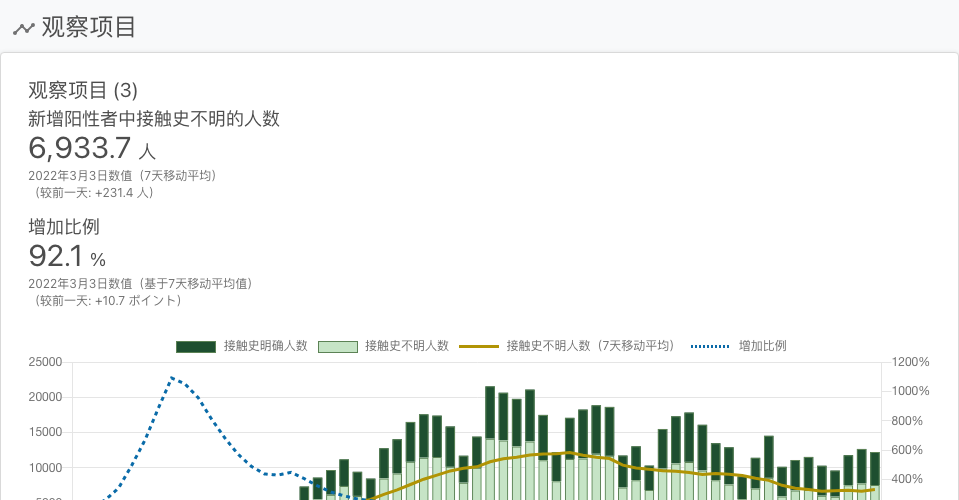 观察项目
观察项目 (3)
新增阳性者中接触史不明的人数
6,933.7 人
2022年3月3日数值（7天移动平均）
（较前一天: +231.4 人）
增加比例
92.1 %
2022年3月3日数值（基于7天移动平均值）
（较前一天: +10.7 ポイント）
接触史明确人数 接触史不明人数 接触史不明人数（7天移动平均） 增加比例
25000 1200%
20000 1000%
15000 800%
600%
10000 400%